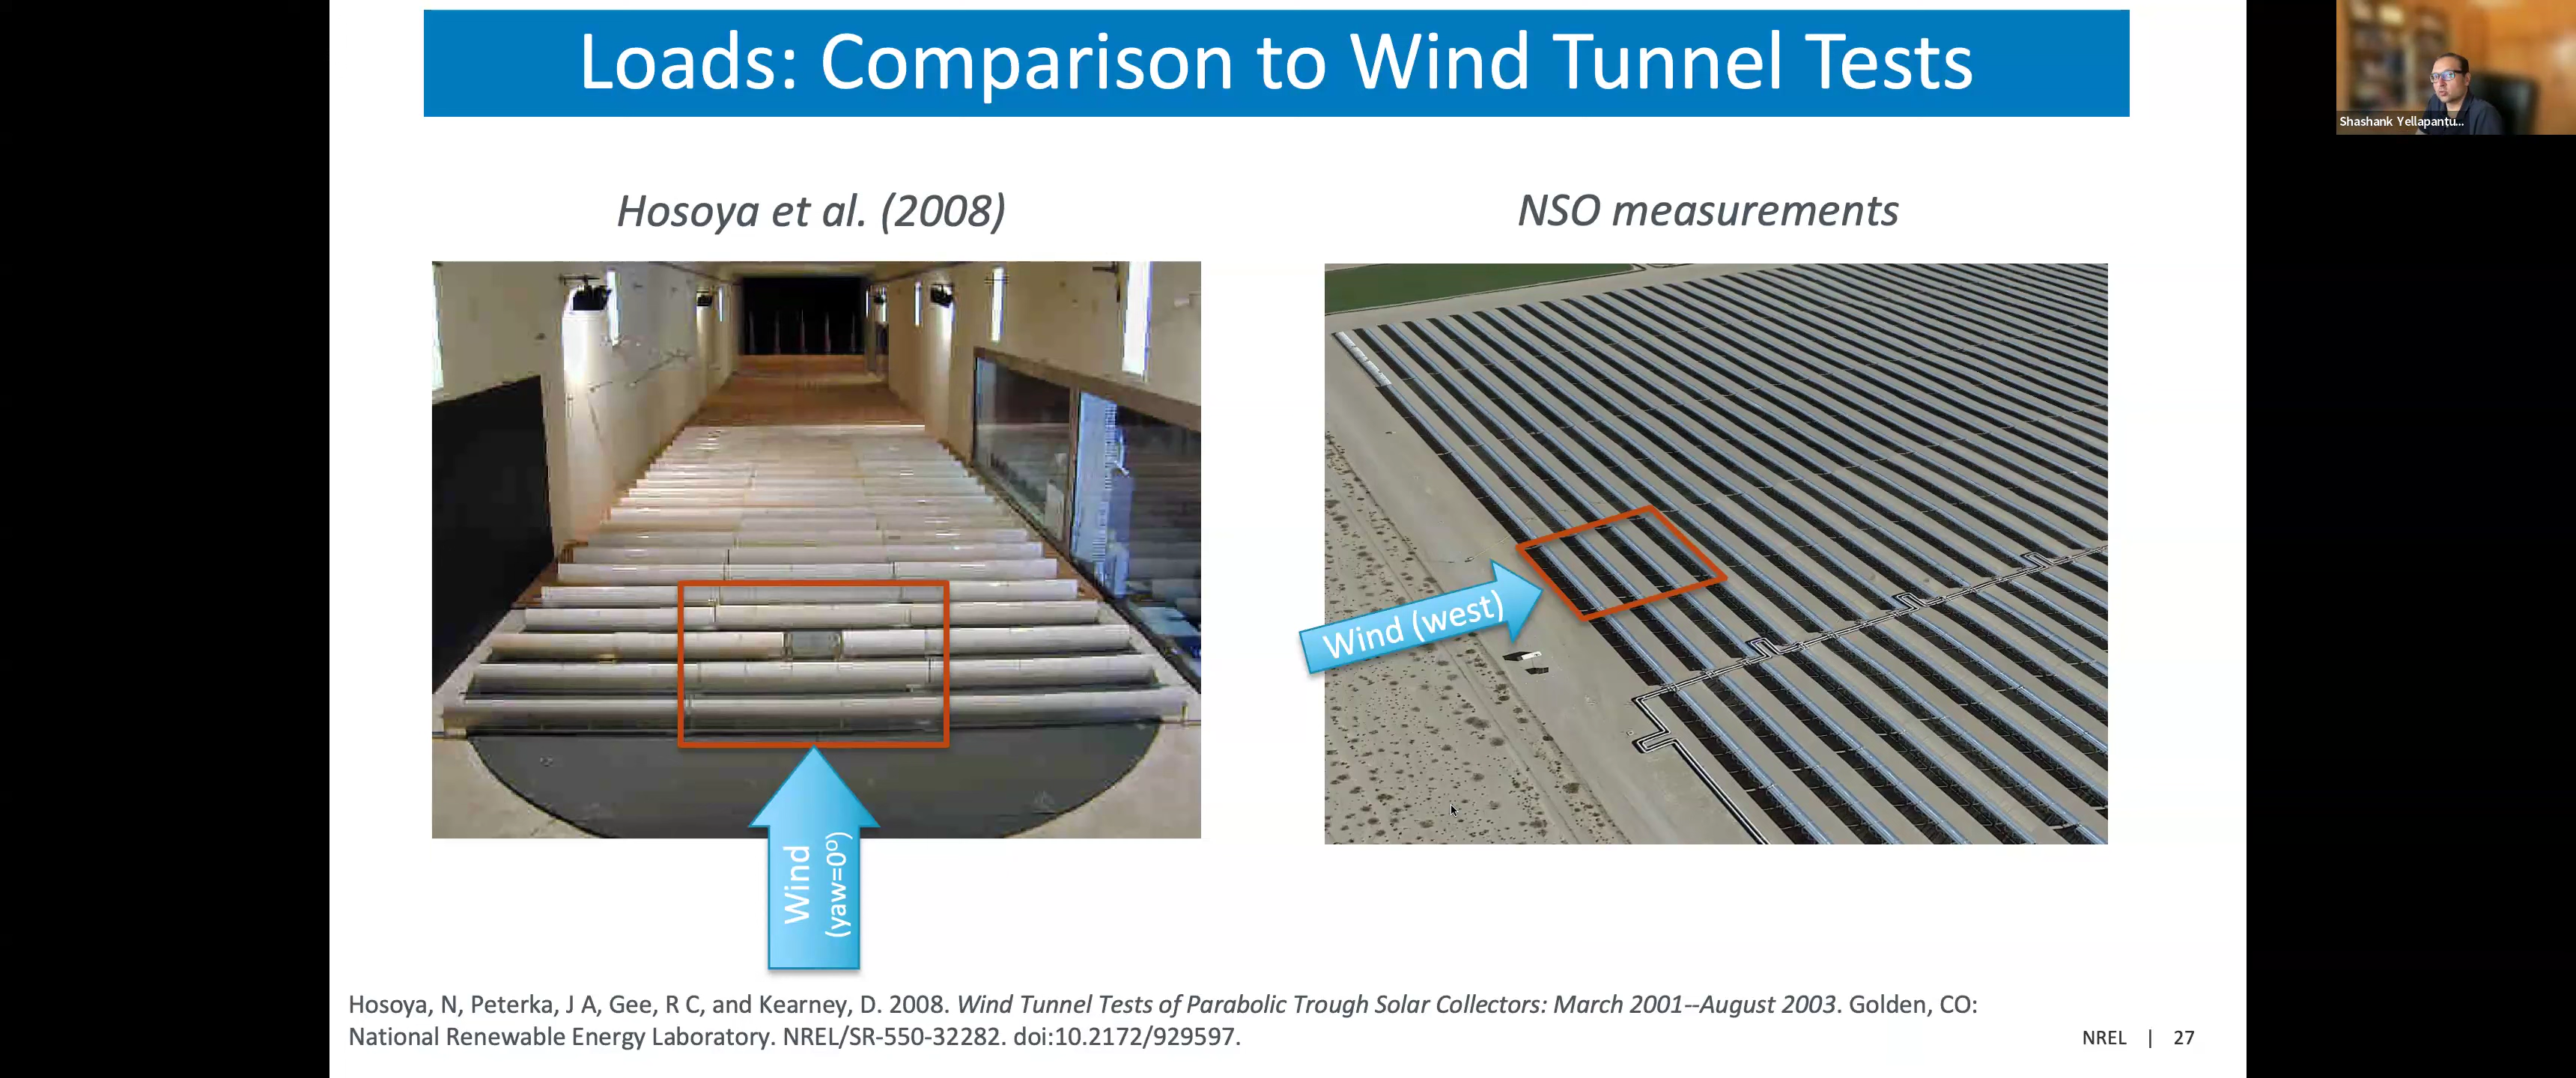 Loads: Comparison to Wind Tunnel Tests
Shashank Yellapantu...
Hosoya et al. (2008)
NSO measurements
Wind (west)
Wind
(yaw=0°)
Hosoya, N, Peterka, J A, Gee, R C, and Kearney, D. 2008. Wind Tunnel Tests of Parabolic Trough Solar Collectors: March 2001--August 2003. Golden, CO:
National Renewable Energy Laboratory. NREL/SR-550-32282. doi:10.2172/929597.
NREL | 27